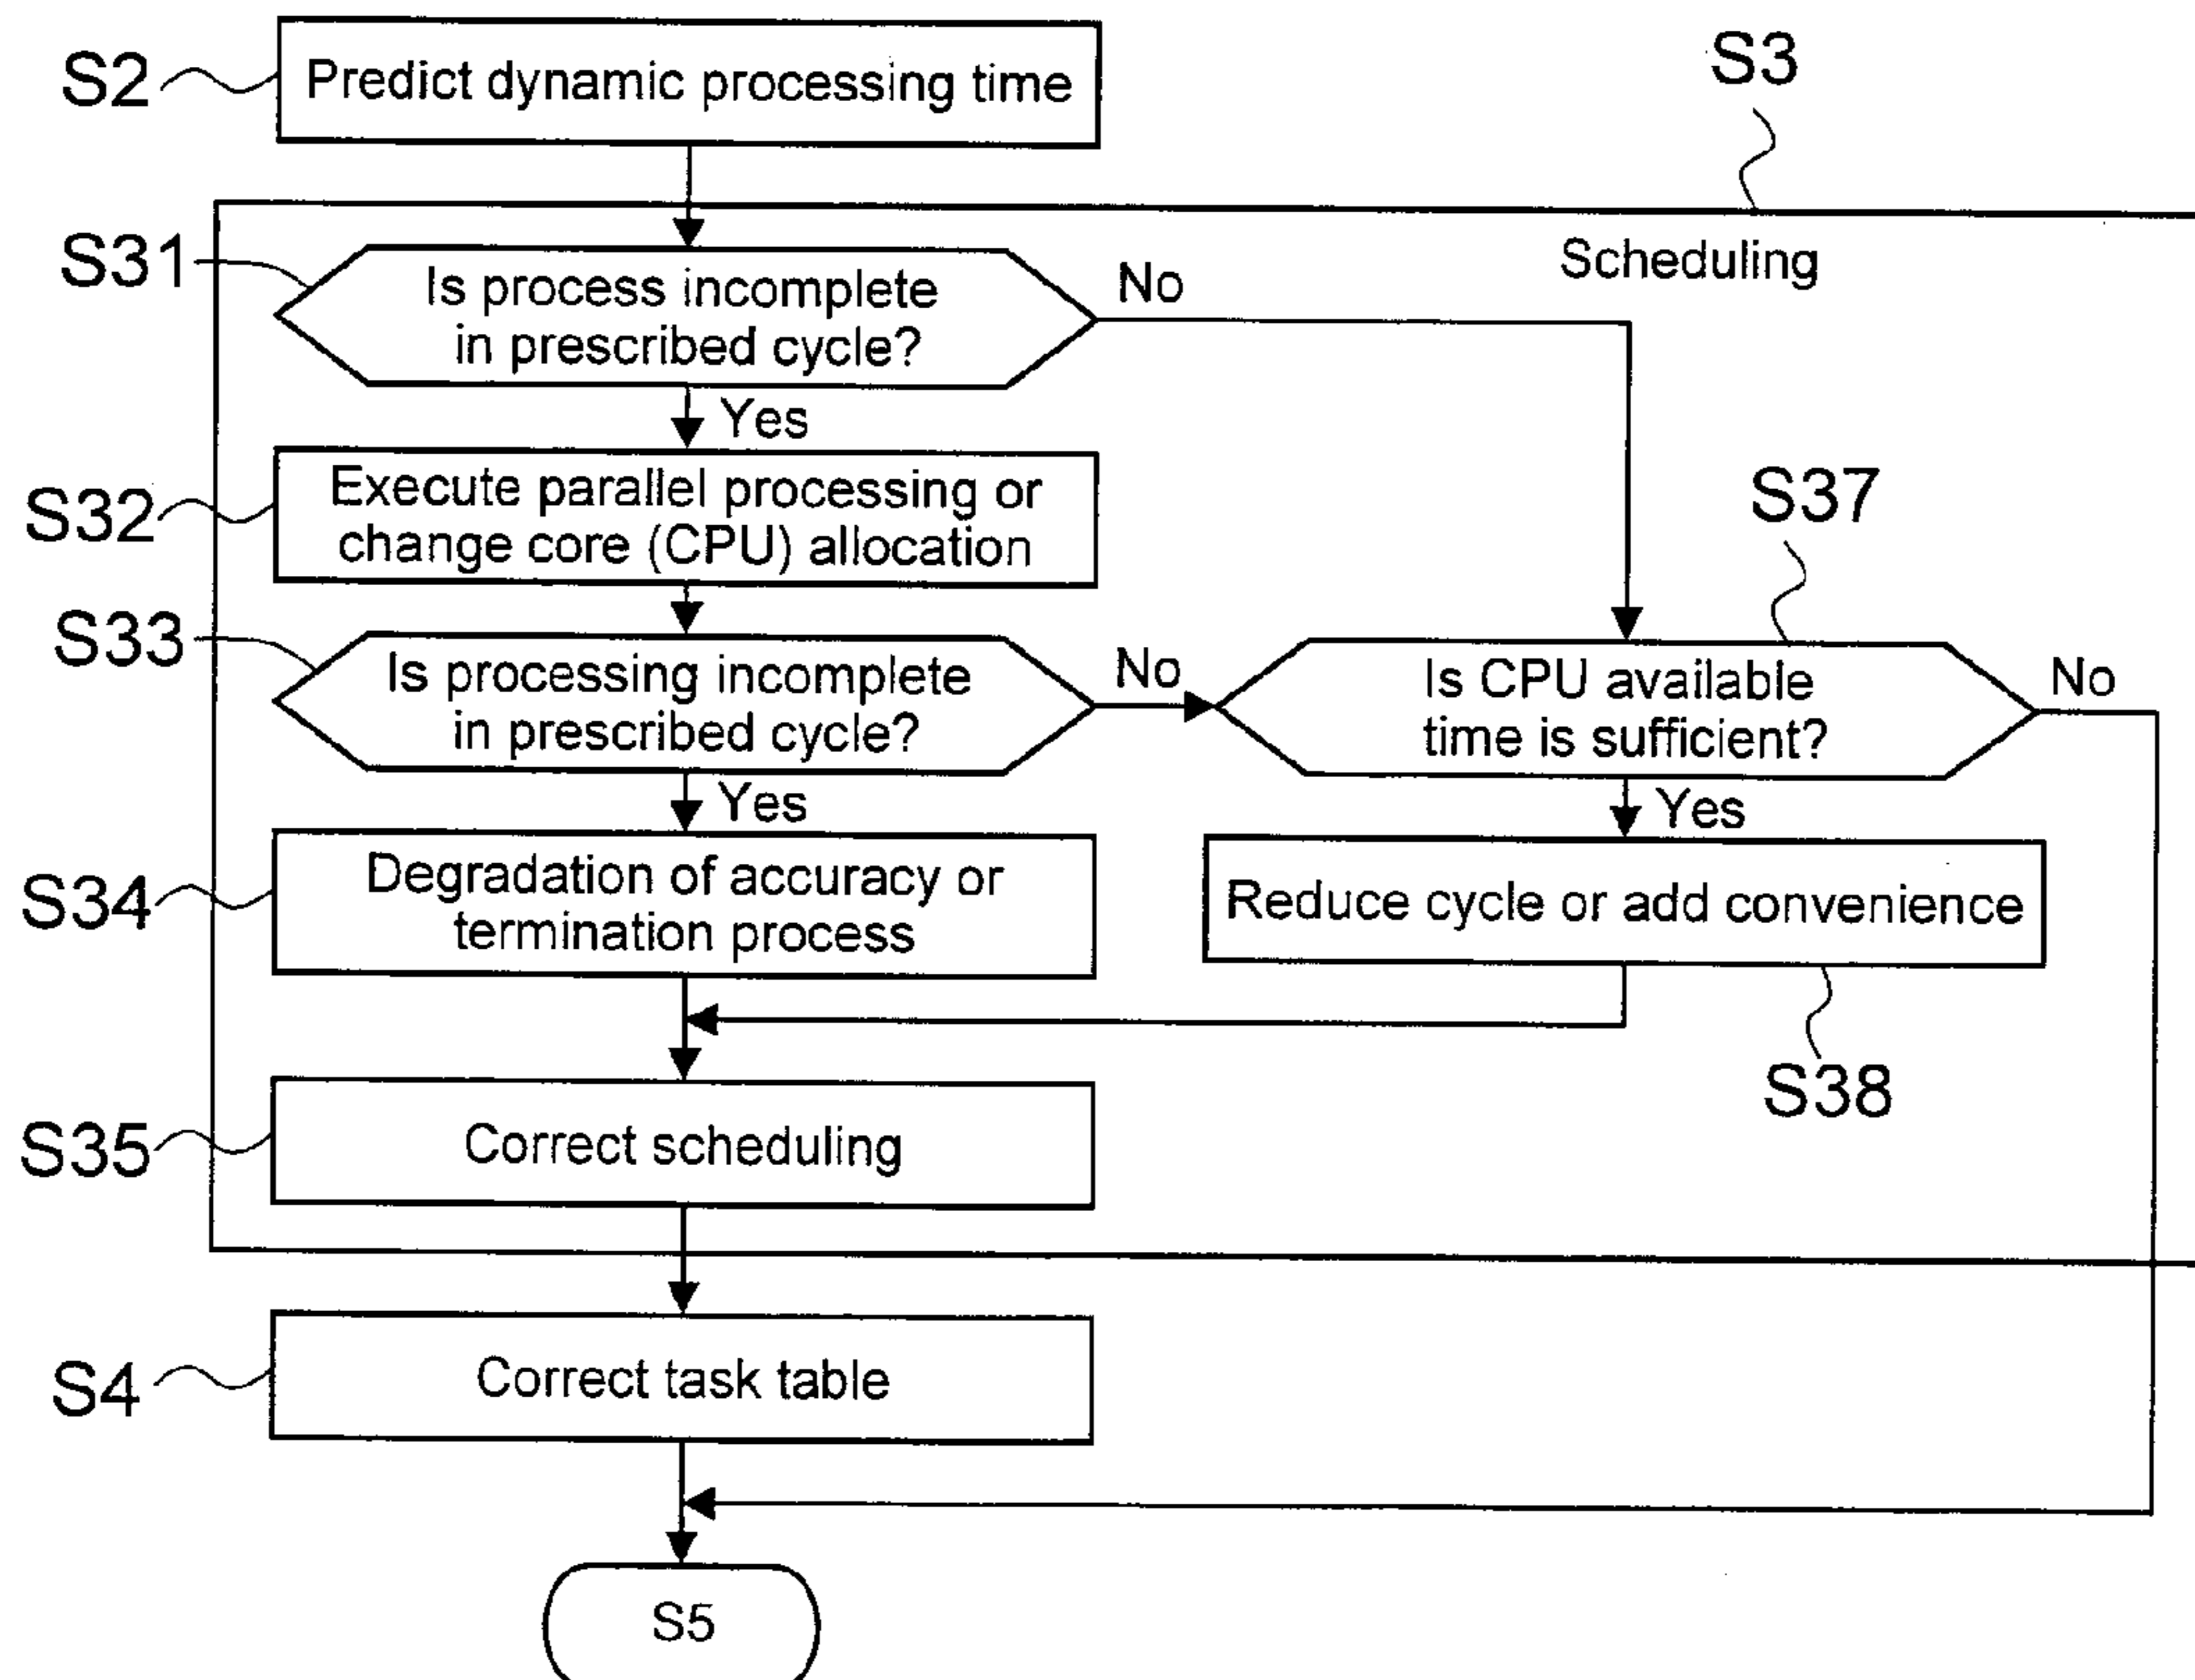 S2
Predict dynamic processing time
S3
Scheduling
S31
Is process incomplete
in prescribed cycle?
No
Yes
S32
Execute parallel processing or
change core (CPU) allocation
S37
S33
Is processing incomplete
in prescribed cycle?
No
Is CPU available
time is sufficient?
No
Yes
Yes
S34
Degradation of accuracy or
termination process
Reduce cycle or add convenience
S38
S35
Correct scheduling
S4
Correct task table
S5